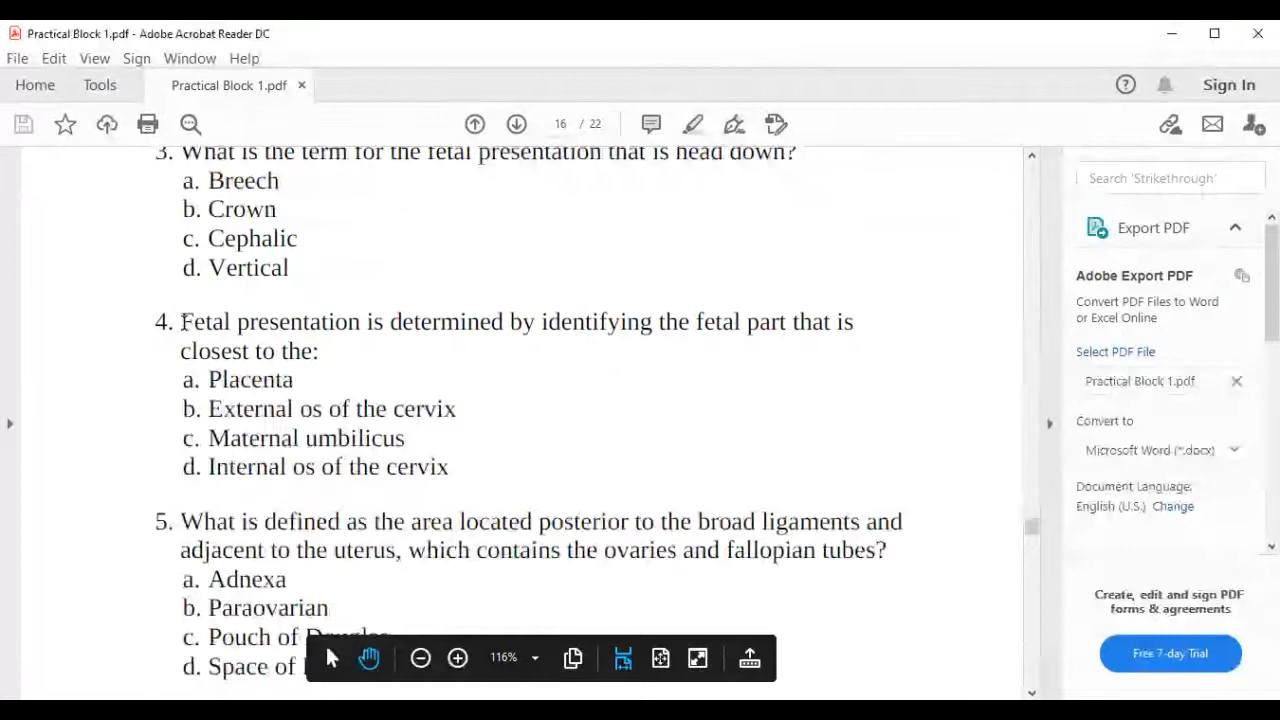 Practical Block 1.pdf - Adobe Acrobat Reader DC
File Edit View Sign Window Help
Home Tools Practical Block 1.pdf × Sign In
16 / 22
3. What is the term for the fetal presentation that is head down?
a. Breech
b. Crown
c. Cephalic
d. Vertical
4. Fetal presentation is determined by identifying the fetal part that is
closest to the:
a. Placenta
b. External os of the cervix
c. Maternal umbilicus
d. Internal os of the cervix
5. What is defined as the area located posterior to the broad ligaments and
adjacent to the uterus, which contains the ovaries and fallopian tubes?
a. Adnexa
b. Paraovarian
c. Pouch of Douglas
d. Space of
116%
Search 'Strikethrough'
Export PDF
Adobe Export PDF
Convert PDF Files to Word
or Excel Online
Select PDF File
Practical Block 1.pdf
Convert to
Microsoft Word (*.docx)
Document Language:
English (U.S.) Change
Create, edit and sign PDF
forms & agreements
Free 7-day Trial